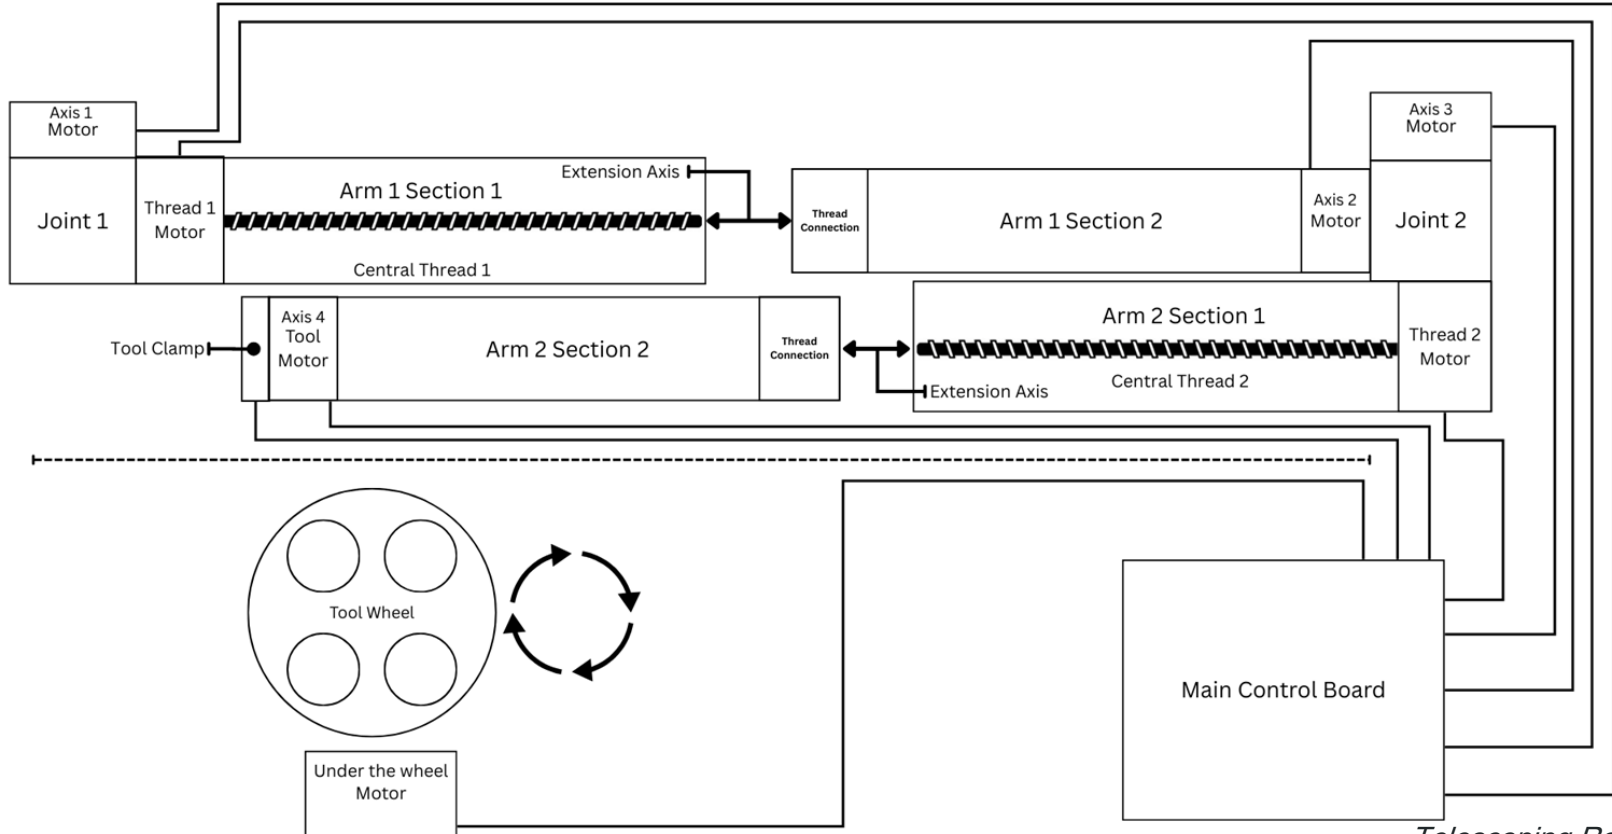 Axis 1
Motor
Axis 3
Motor
Extension Axis
Arm 1 Section 1
Joint 1
Thread 1
Motor
Central Thread 1
Thread
Connection
Arm 1 Section 2
Axis 2
Motor
Joint 2
Tool Clamp
Axis 4
Tool
Motor
Arm 2 Section 2
Thread
Connection
Arm 2 Section 1
Central Thread 2
Extension Axis
Thread 2
Motor
Tool Wheel
Main Control Board
Under the wheel
Motor